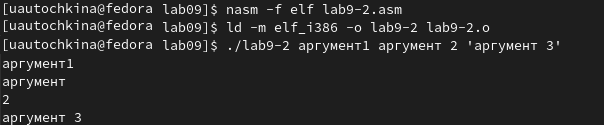 [uautochkina@fedora lab09]$ nasm -f elf lab9-2.asm
[uautochkina@fedora lab09]$ ld -m elf_i386 -o lab9-2 lab9-2.o
[uautochkina@fedora lab09]$ ./lab9-2 аргумент1 аргумент 2 'аргумент 3'
аргумент1
аргумент
2
аргумент 3